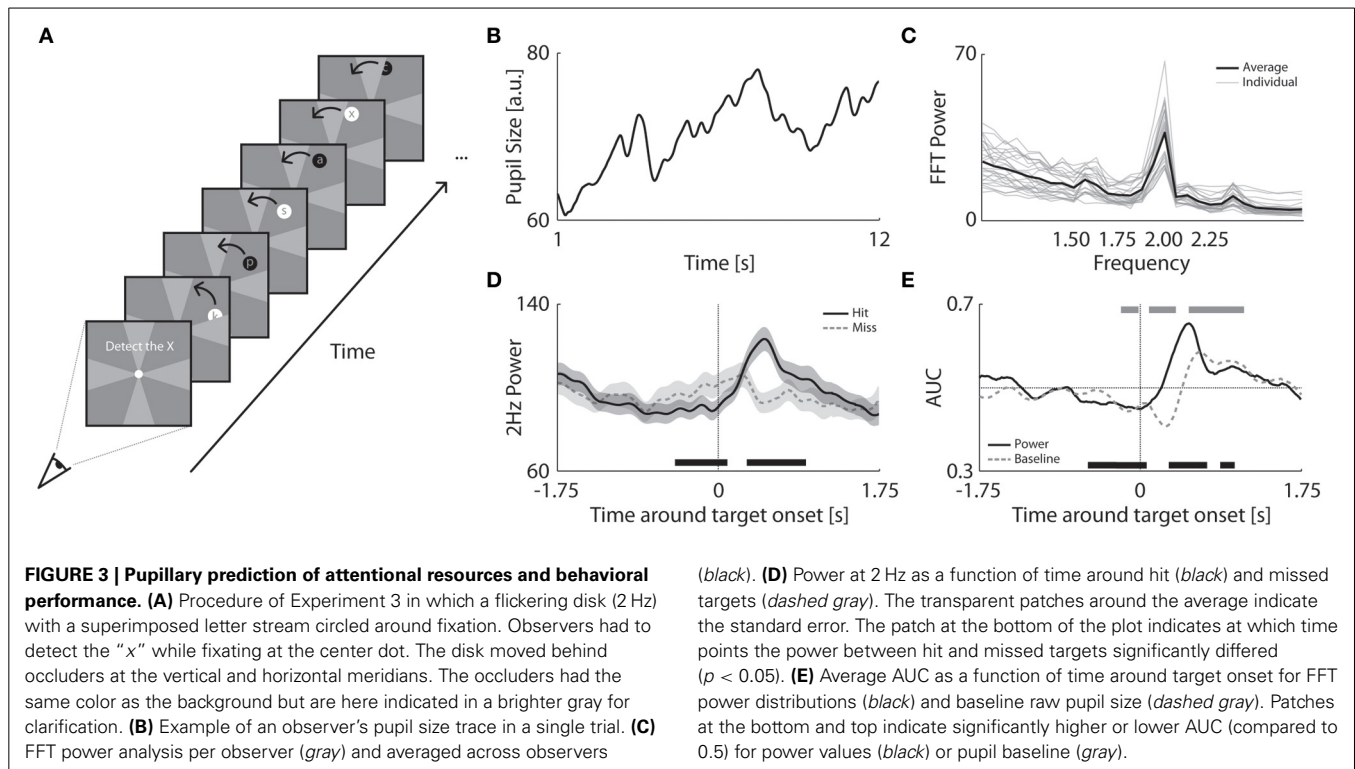 A
Detect the X
k
p
s
a
x
c
...
Time
B
80
Pupil Size [a.u.]
60
1
12
Time [s]
C
70
FFT Power
0
Average
Individual
1.50 1.75 2.00 2.25
Frequency
D
140
2Hz Power
60
Hit
Miss
-1.75
0
1.75
Time around target onset [s]
E
0.7
AUC
0.3
Power
Baseline
-1.75
0
1.75
Time around target onset [s]
FIGURE 3 | Pupillary prediction of attentional resources and behavioral
performance. (A) Procedure of Experiment 3 in which a flickering disk (2 Hz)
with a superimposed letter stream circled around fixation. Observers had to
detect the “x” while fixating at the center dot. The disk moved behind
occluders at the vertical and horizontal meridians. The occluders had the
same color as the background but are here indicated in a brighter gray for
clarification. (B) Example of an observer’s pupil size trace in a single trial. (C)
FFT power analysis per observer (gray) and averaged across observers
(black). (D) Power at 2 Hz as a function of time around hit (black) and missed
targets (dashed gray). The transparent patches around the average indicate
the standard error. The patch at the bottom of the plot indicates at which time
points the power between hit and missed targets significantly differed
(p < 0.05). (E) Average AUC as a function of time around target onset for FFT
power distributions (black) and baseline raw pupil size (dashed gray). Patches
at the bottom and top indicate significantly higher or lower AUC (compared to
0.5) for power values (black) or pupil baseline (gray).